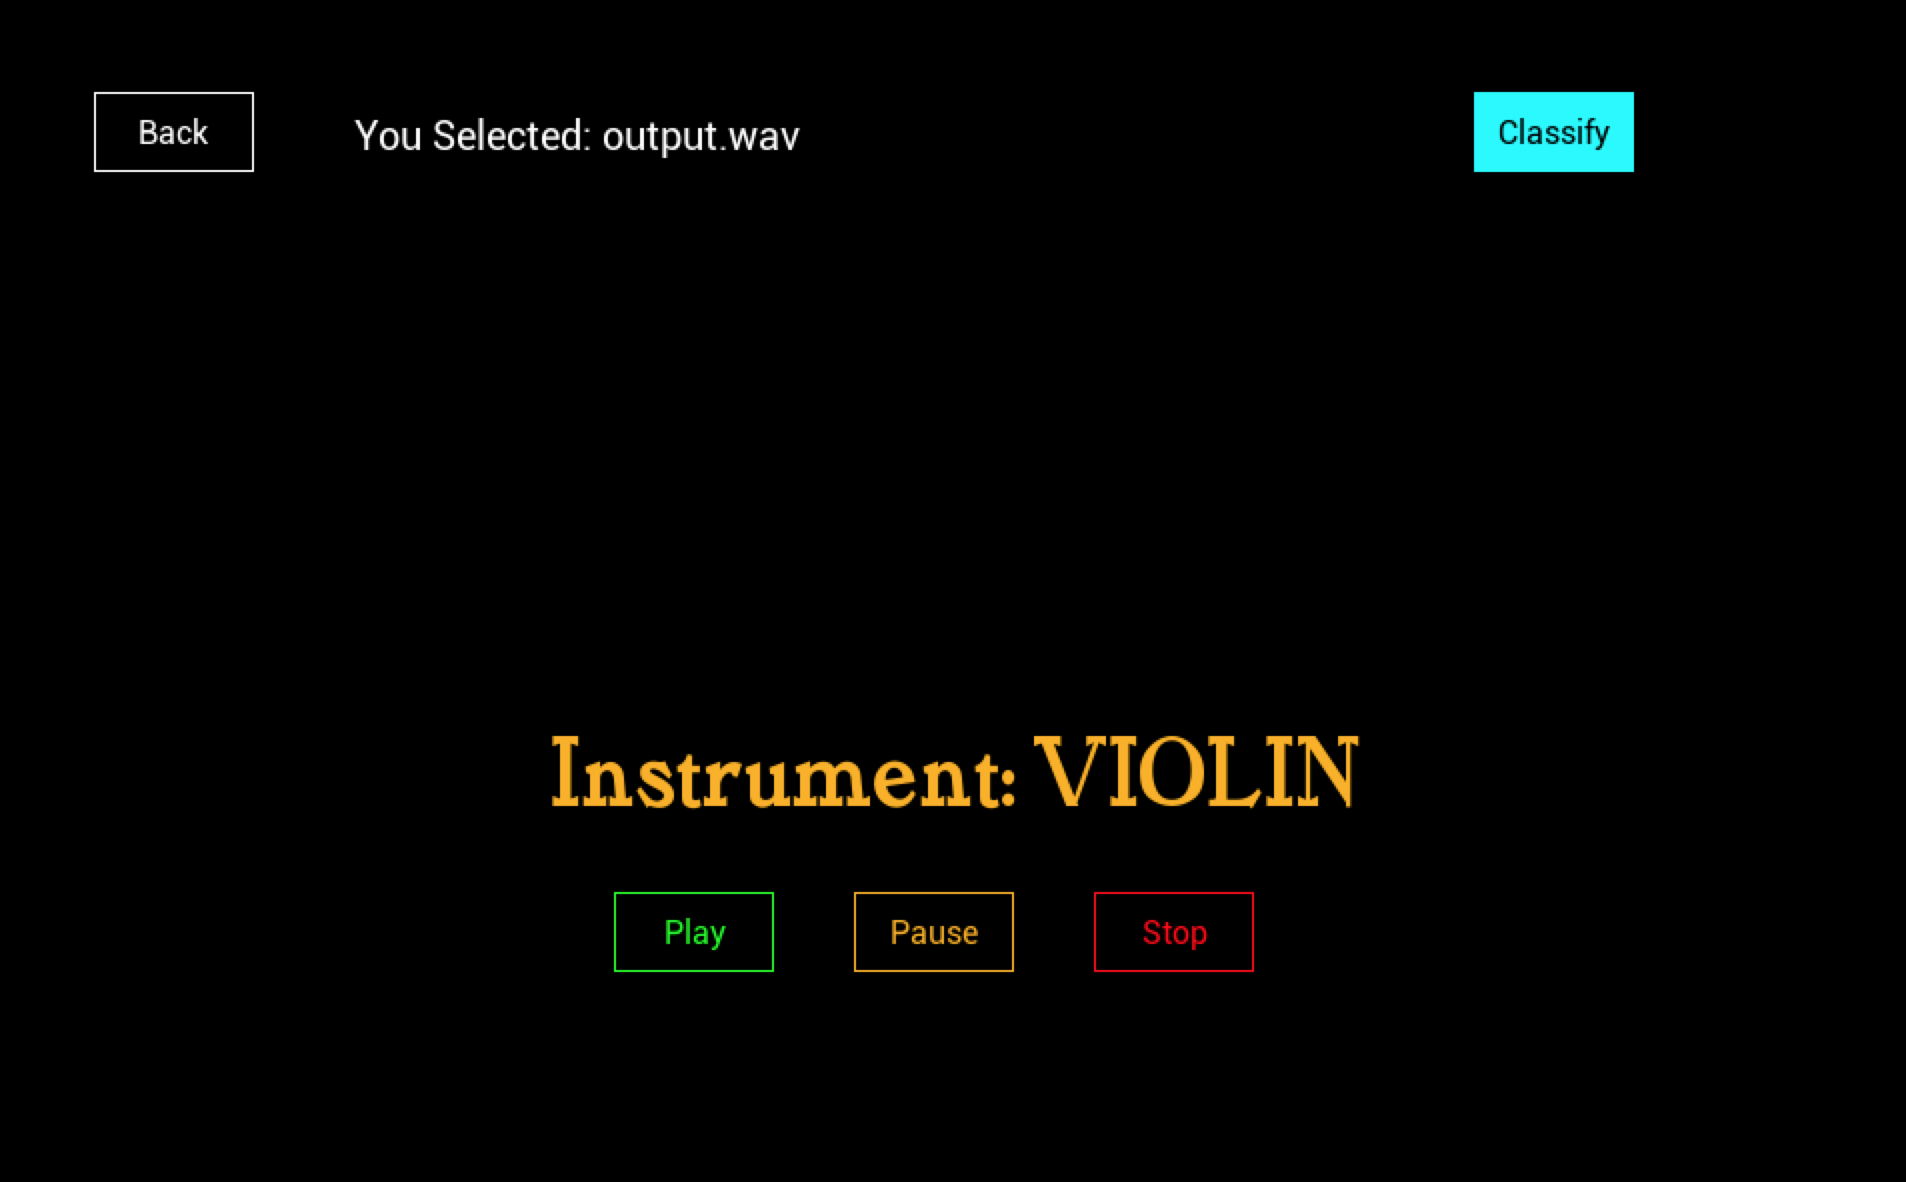 Back
You Selected: output.wav
Classify
Instrument: VIOLIN
Play
Pause
Stop